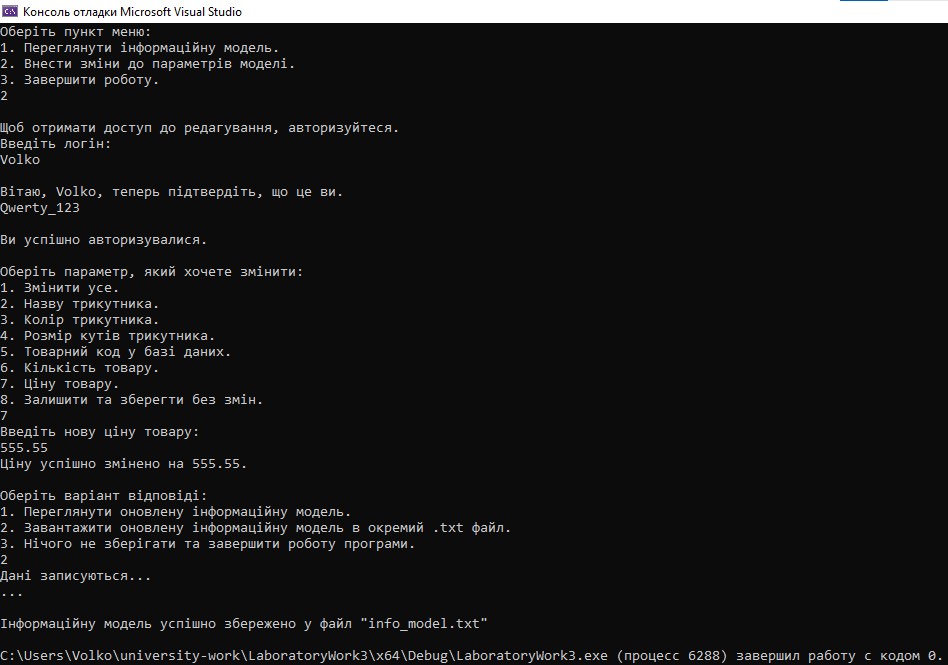 Консоль отладки Microsoft Visual Studio
Оберіть пункт меню:
1. Переглянути інформаційну модель.
2. Внести зміни до параметрів моделі.
3. Завершити роботу.
2
Щоб отримати доступ до редагування, авторизуйтеся.
Введіть логін:
Volko
Вітаю, Volko, теперь підтвердіть, що це ви.
Qwerty_123
Ви успішно авторизувалися.
Оберіть параметр, який хочете змінити:
1. Змінити усе.
2. Назву трикутника.
3. Колір трикутника.
4. Розмір кутів трикутника.
5. Товарний код у базі даних.
6. Кількість товару.
7. Ціну товару.
8. Залишити та зберегти без змін.
7
Введіть нову ціну товару:
555.55
Ціну успішно змінено на 555.55.
Оберіть варіант відповіді:
1. Переглянути оновлену інформаційну модель.
2. Завантажити оновлену інформаційну модель в окремий .txt файл.
3. Нічого не зберігати та завершити роботу програми.
2
Дані записуються...
...
Інформаційну модель успішно збережено у файл "info_model.txt"
C:\Users\Volko\university-work\LaboratoryWork3\x64\Debug\LaboratoryWork3.exe (процесс 6288) завершил работу с кодом 0.